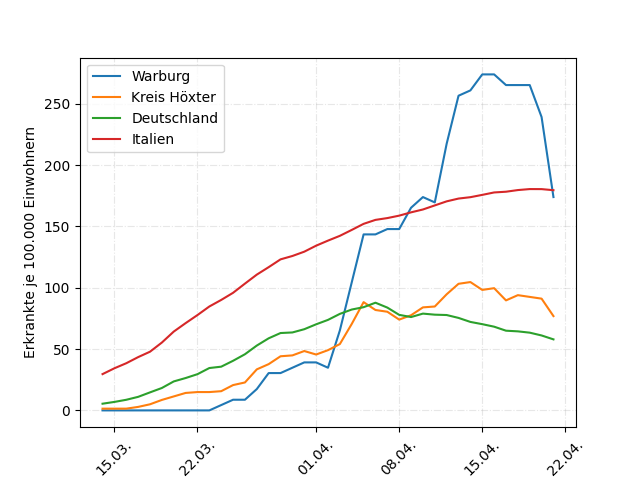 Warburg
Kreis Höxter
Deutschland
Italien
Erkrankte je 100.000 Einwohnern
250
200
150
100
50
0
15.03.
22.03.
01.04.
08.04.
15.04.
22.04.